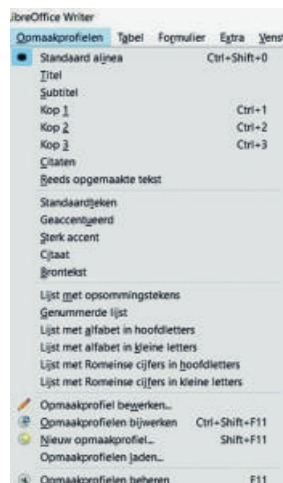 ibreOffice Writer
Opmaakprofielen Tabel Formulier Extra Venst
Standaard alinea Ctrl+Shift+0
Titel
Subtitel
Kop 1 Ctrl+1
Kop 2 Ctrl+2
Kop 3 Ctrl+3
Citaten
Reeds opgemaakte tekst
Standaardteken
Geaccentueerd
Sterk accent
Citaat
Brontekst
Lijst met opsommingstekens
Genummerde lijst
Lijst met alfabet in hoofdletters
Lijst met alfabet in kleine letters
Lijst met Romeinse cijfers in hoofdletters
Lijst met Romeinse cijfers in kleine letters
Opmaakprofiel bewerken...
Opmaakprofielen bijwerken Ctrl+Shift+F11
Nieuw opmaakprofiel... Shift+F11
Opmaakprofielen laden...
Opmaakprofielen beheren F11